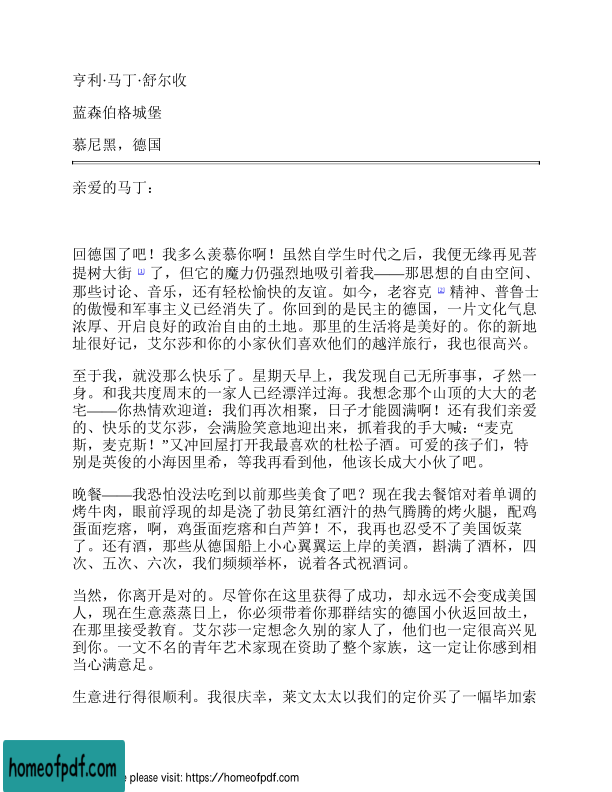 亨利·马丁·舒尔收
蓝森伯格城堡
慕尼黑，德国
亲爱的马丁：
回德国了吧！我多么羡慕你啊！虽然自学生时代之后，我便无缘再见菩
提树大街 [1] 了，但它的魔力仍强烈地吸引着我——那思想的自由空间、
那些讨论、音乐，还有轻松愉快的友谊。如今，老容克 [2] 精神、普鲁士
的傲慢和军事主义已经消失了。你回到的是民主的德国，一片文化气息
浓厚、开启良好的政治自由的土地。那里的生活将是美好的。你的新地
址很好记，艾尔莎和你的小家伙们喜欢他们的越洋旅行，我也很高兴。
至于我，就没那么快乐了。星期天早上，我发现自己无所事事，孑然一
身。和我共度周末的一家人已经漂洋过海。我想念那个山顶的大大的老
宅——你热情欢迎道：我们再次相聚，日子才能圆满啊！还有我们亲爱
的、快乐的艾尔莎，会满脸笑意地迎出来，抓着我的手大喊：“麦克
斯，麦克斯！”又冲回屋打开我最喜欢的杜松子酒。可爱的孩子们，特
别是英俊的小海因里希，等我再看到他，他该长成大小伙了吧。
晚餐——我恐怕没法吃到以前那些美食了吧？现在我去餐馆对着单调的
烤牛肉，眼前浮现的却是浇了勃艮第红酒汁的热气腾腾的烤火腿，配鸡
蛋面疙瘩，啊，鸡蛋面疙瘩和白芦笋！不，我再也忍受不了美国饭菜
了。还有酒，那些从德国船上小心翼翼运上岸的美酒，斟满了酒杯，四
次、五次、六次，我们频频举杯，说着各式祝酒词。
当然，你离开是对的。尽管你在这里获得了成功，却永远不会变成美国
人，现在生意蒸蒸日上，你必须带着你那群结实的德国小伙返回故土，
在那里接受教育。艾尔莎一定想念久别的家人了，他们也一定很高兴见
到你。一文不名的青年艺术家现在资助了整个家族，这一定让你感到相
当心满意足。
生意进行得很顺利。我很庆幸，莱文太太以我们的定价买了一幅毕加索
homeofpdf.com
e please visit: https://homeofpdf.com